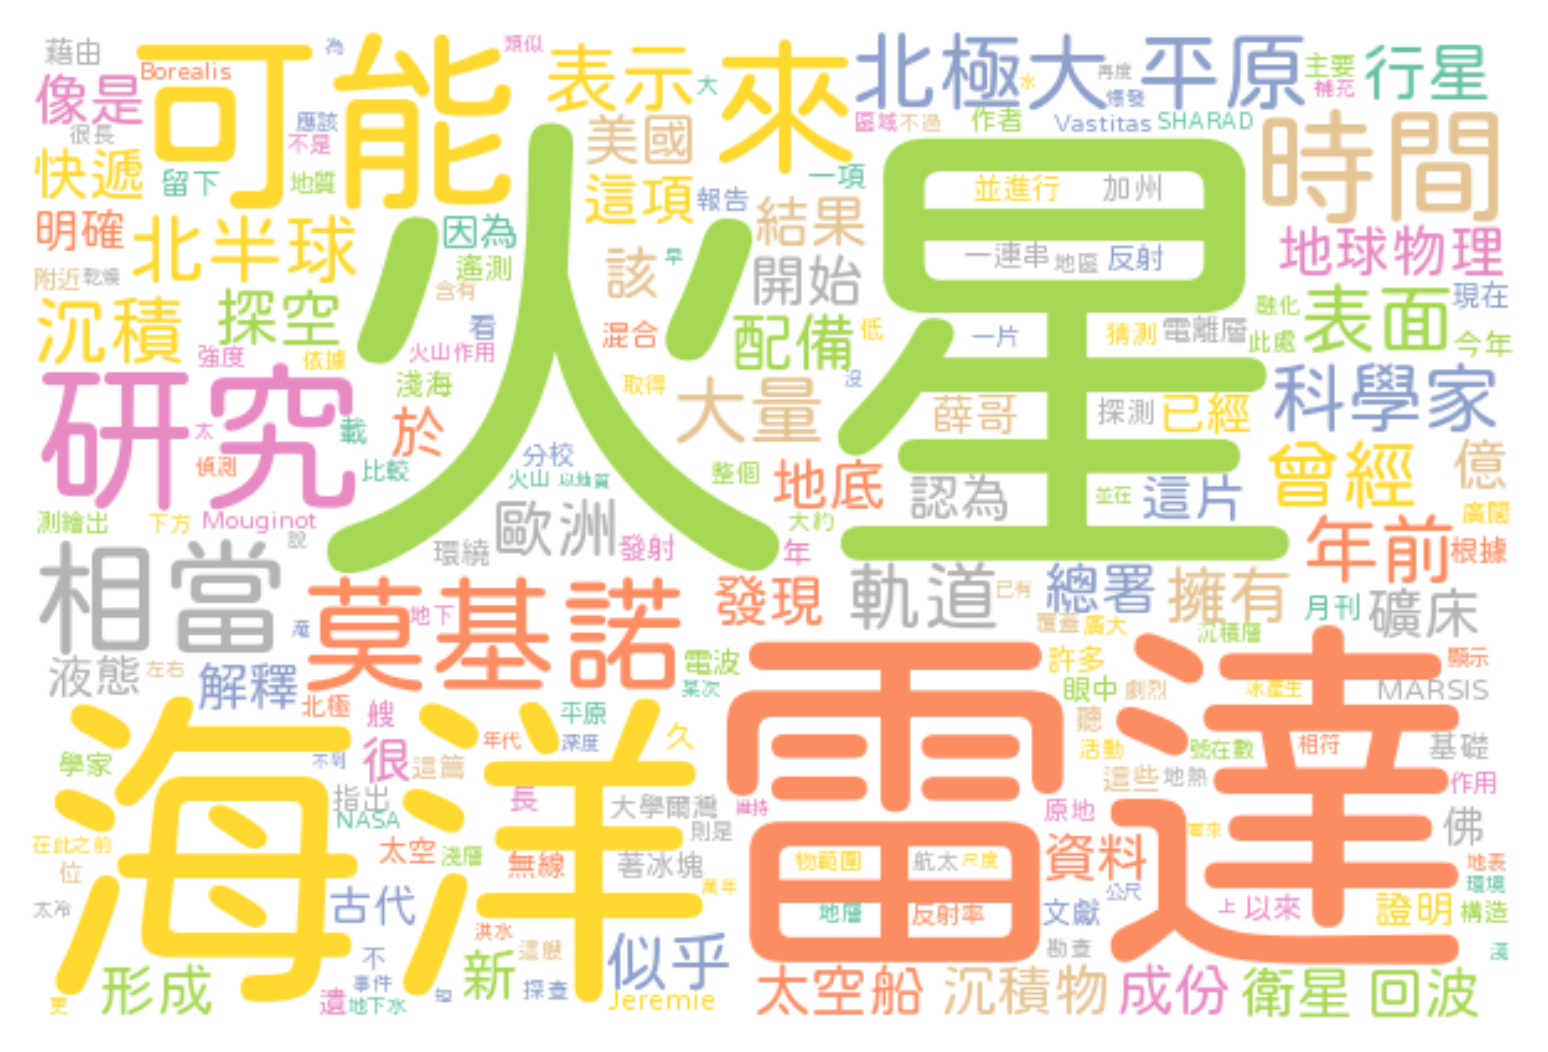 藉由
可能
為
類似
表示
大
來
北極大平原
水
再度
爆發
主要
補充
行星
Borealis
像是
很長
應該
不是
地質
快遞
留下
美國
區域
不過
作者
Vastitas
SHARAD
時間
這項
報告
一項
並進行
加州
明確
北半球
因為
遙測
含有
該
早
結果
開始
火星
一連串
地區
反射
地球物理
附近
乾燥
沉積
探空
看
混合
配備
低
一片
猜測
電離層
融化
此處
表面
現在
今年
強度
依據
火山作用
淺海
取得
沒
研究
太
偵測
載
比較
於
大量
薛哥
探測
已經
科學家
分校
火山
以地質
整個
地底
認為
並在
這片
曾經
億
廣闊
測繪出
下方
Mouginot
說
環繞
歐洲
發射
年
大約
年前
根據
相當
莫基諾
發現
軌道
已有
總署
擁有
月刊
礦床
地下
覆蓋
廣大
沉積層
液態
左右
解釋
北極
艘
電波
某次
許多
眼中
劇烈
冰產生
顯示
MARSIS
雷達
海洋
平原
深度
久
年代
聽
活動
號在數
相符
基礎
學家
不到
很
這篇
這些
地熱
作用
指出
NASA
長
大學爾灣
維持
則是
原地
看來
佛
在此之前
位
太空
淺層
無線
著冰塊
物範圍
航太
尺度
資料
地表
環境
太冷
古代
萬年
地層
反射率
文獻
公尺
上
以來
證明
構造
洪水
這艘
不
事件
新
探查
似乎
勘查
淺
更
形成
遺
地下水
短
Jeremie
太空船
沉積物
成份
衛星
回波